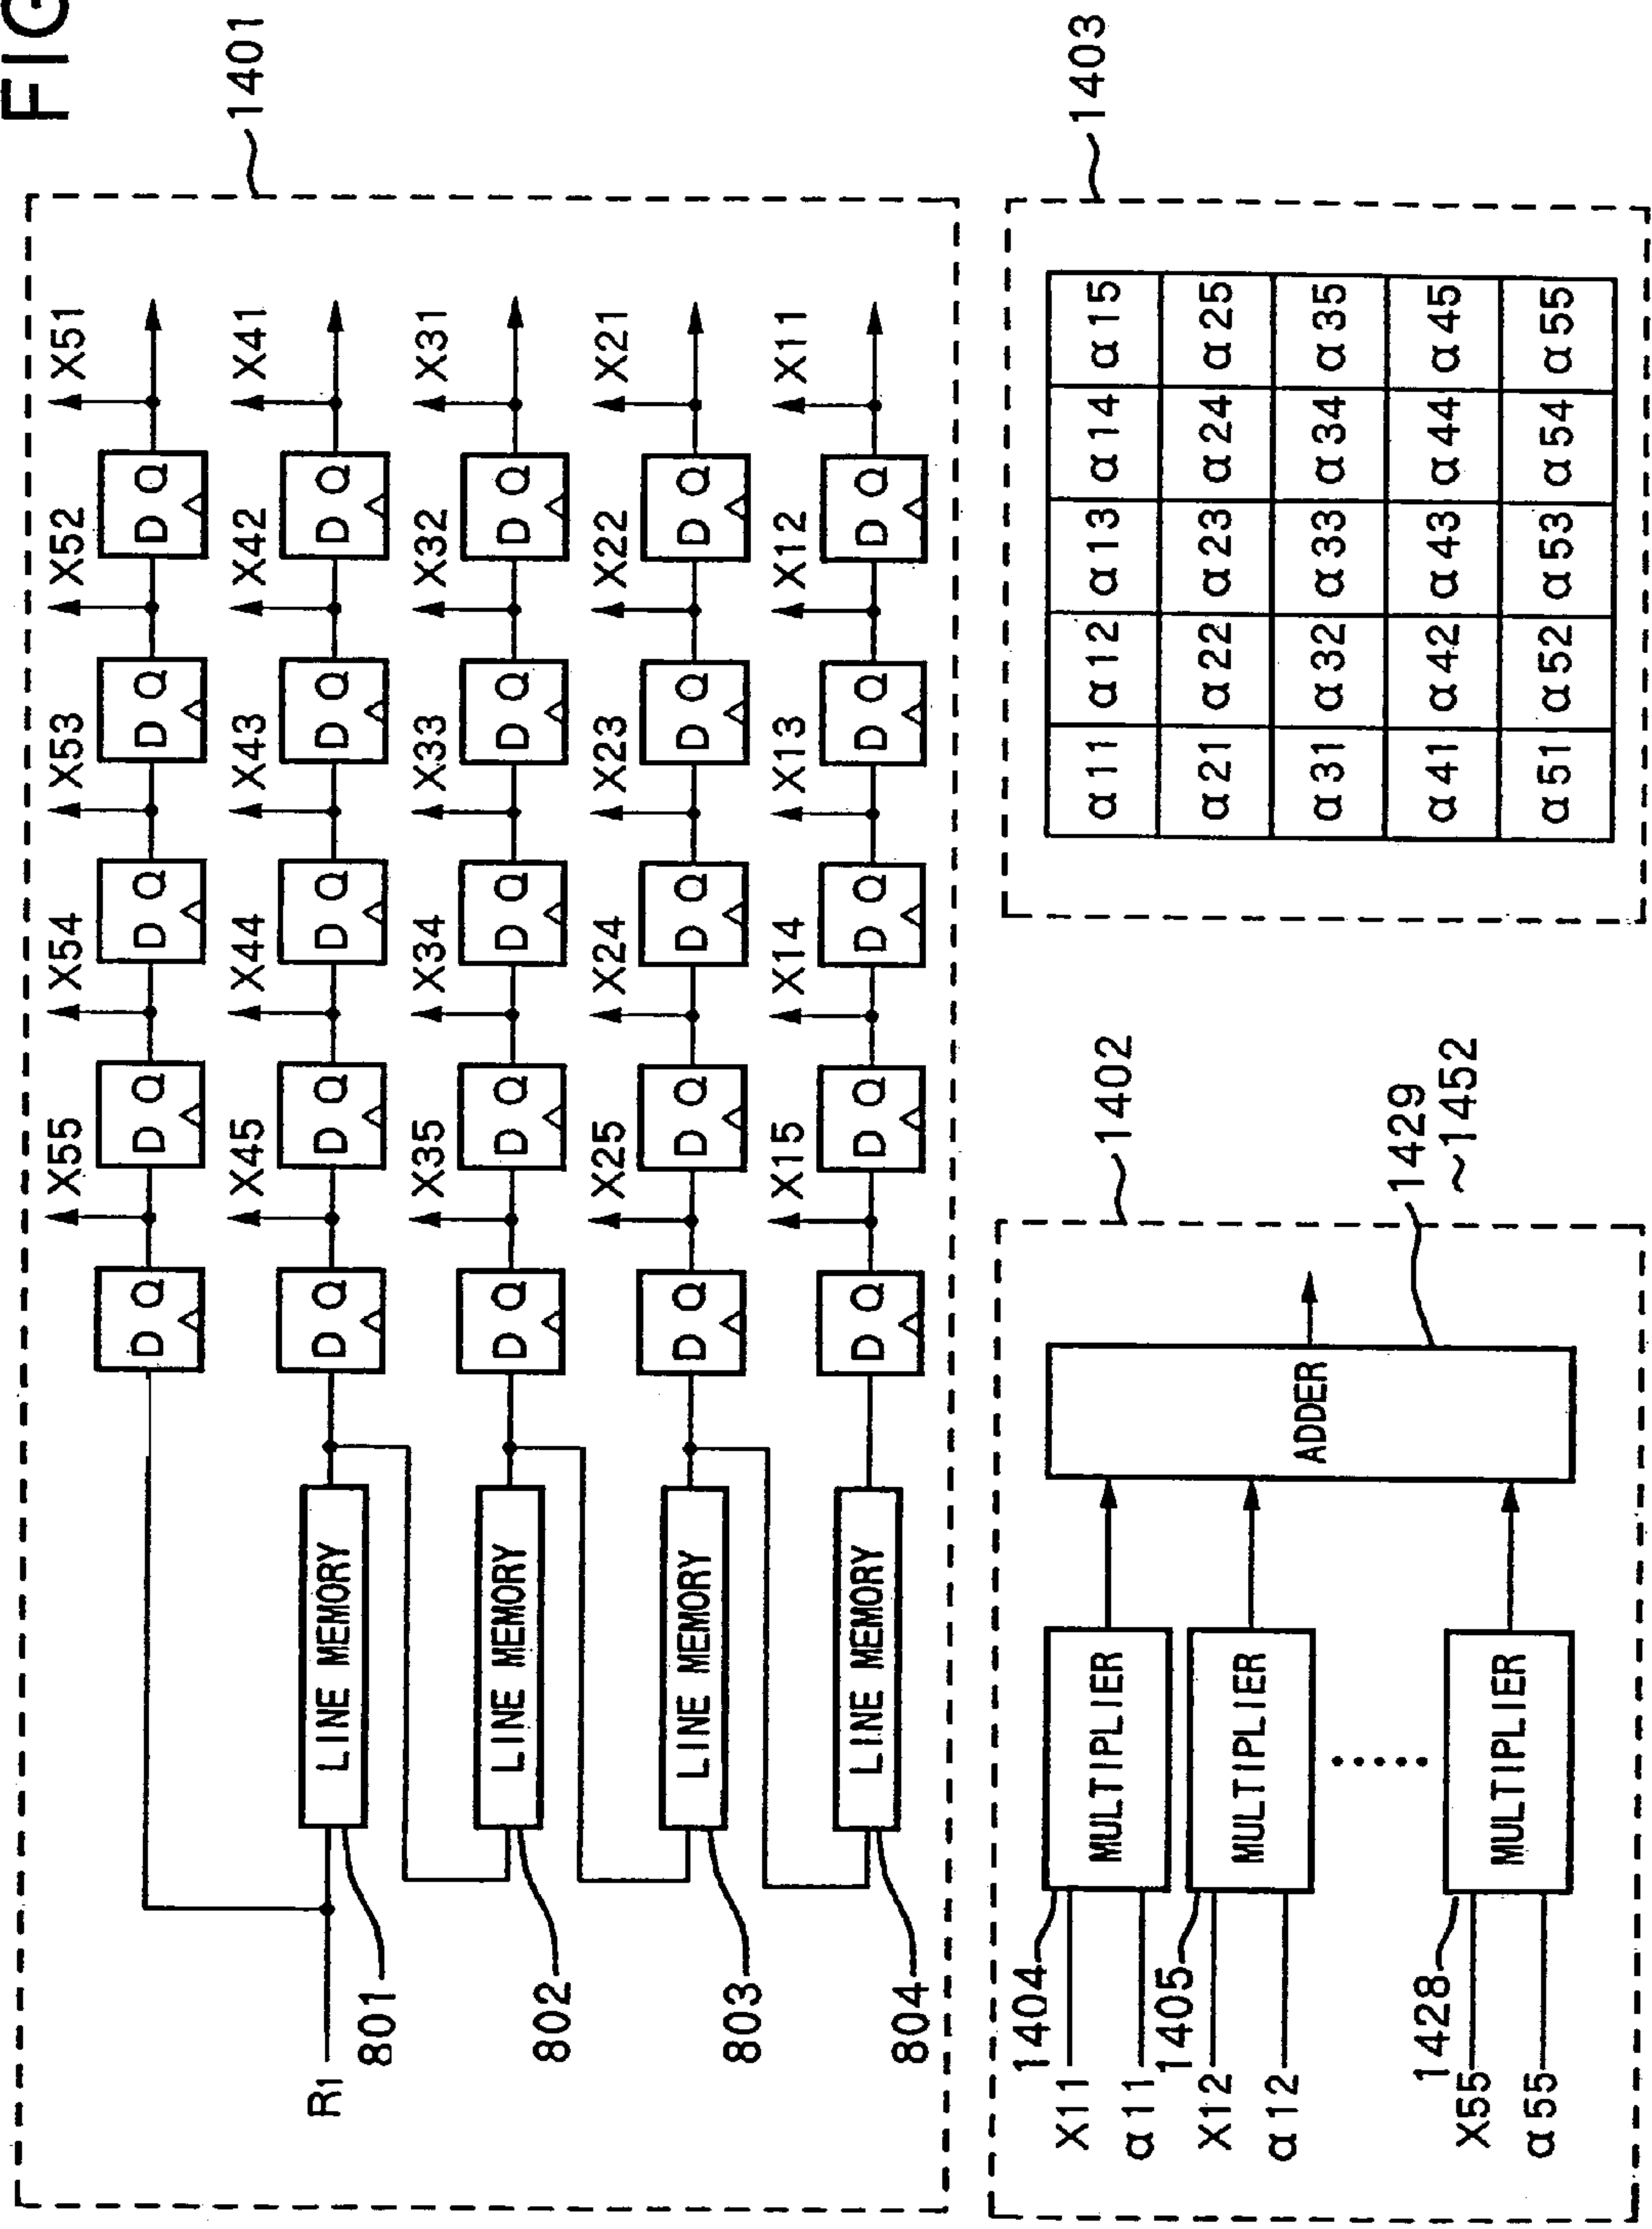 FIG
1401
X55 X54 X53 X52 X51
D Q D Q D Q D Q D Q
X45 X44 X43 X42 X41
R1 LINE MEMORY D Q D Q D Q D Q D Q
801
X35 X34 X33 X32 X31
LINE MEMORY D Q D Q D Q D Q D Q
802
X25 X24 X23 X22 X21
LINE MEMORY D Q D Q D Q D Q D Q
803
X15 X14 X13 X12 X11
LINE MEMORY D Q D Q D Q D Q D Q
804
1402
1404
X11
α11
MULTIPLIER
1405
X12
α12
MULTIPLIER
1428
X55
α55
MULTIPLIER
ADDER
1429
~1452
1403
α11 α12 α13 α14 α15
α21 α22 α23 α24 α25
α31 α32 α33 α34 α35
α41 α42 α43 α44 α45
α51 α52 α53 α54 α55